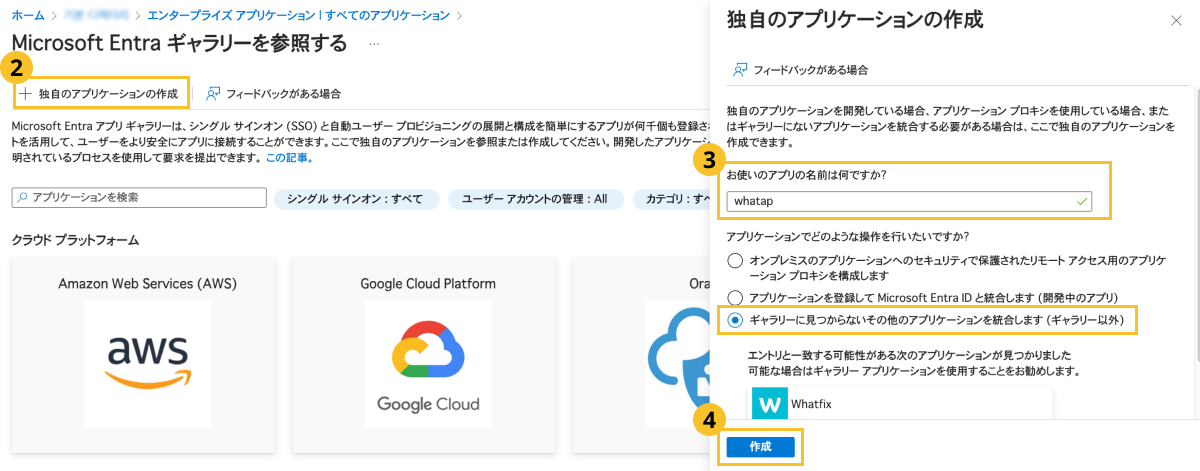 ホーム > > エンタープライズ アプリケーション | すべてのアプリケーション >
Microsoft Entra ギャラリーを参照する ...
2
+ 独自のアプリケーションの作成
フィードバックがある場合
Microsoft Entra アプリ ギャラリーは、シングル サインオン (SSO) と自動ユーザー プロビジョニングの展開と構成を簡単にするアプリが何千個も登録され
トを活用して、ユーザーをより安全にアプリに接続することができます。ここで独自のアプリケーションを参照または作成してください。開発したアプリケーショ
明されているプロセスを使用して要求を提出できます。この記事。
アプリケーションを検索
シングル サインオン : すべて
ユーザー アカウントの管理 : All
カテゴリ : すべ
クラウド プラットフォーム
Amazon Web Services (AWS)
aws
Google Cloud Platform
Google Cloud
Ora
独自のアプリケーションの作成
フィードバックがある場合
独自のアプリケーションを開発している場合、アプリケーション プロキシを使用している場合、また
はギャラリーにないアプリケーションを統合する必要がある場合は、ここで独自のアプリケーションを
作成できます。
3
お使いのアプリの名前は何ですか?
whatap
アプリケーションでどのような操作を行いたいですか?
オンプレミスのアプリケーションへのセキュリティで保護されたリモート アクセス用のアプリケ
ーション プロキシを構成します
アプリケーションを登録して Microsoft Entra ID と統合します (開発中のアプリ)
ギャラリーに見つからないその他のアプリケーションを統合します (ギャラリー以外)
エントリと一致する可能性がある次のアプリケーションが見つかりました
可能な場合はギャラリー アプリケーションを使用することをお勧めします。
W Whatfix
4
作成